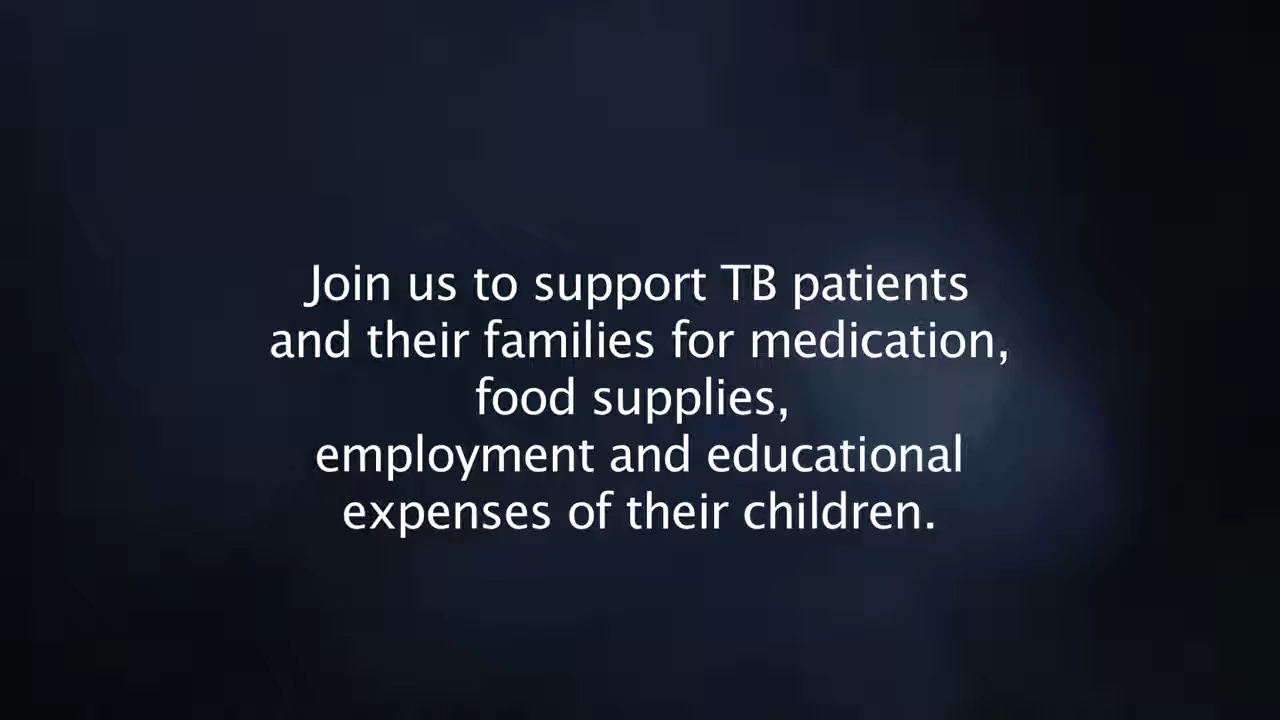 Join us to support TB patients
and their families for medication,
food supplies,
employment and educational
expenses of their children.